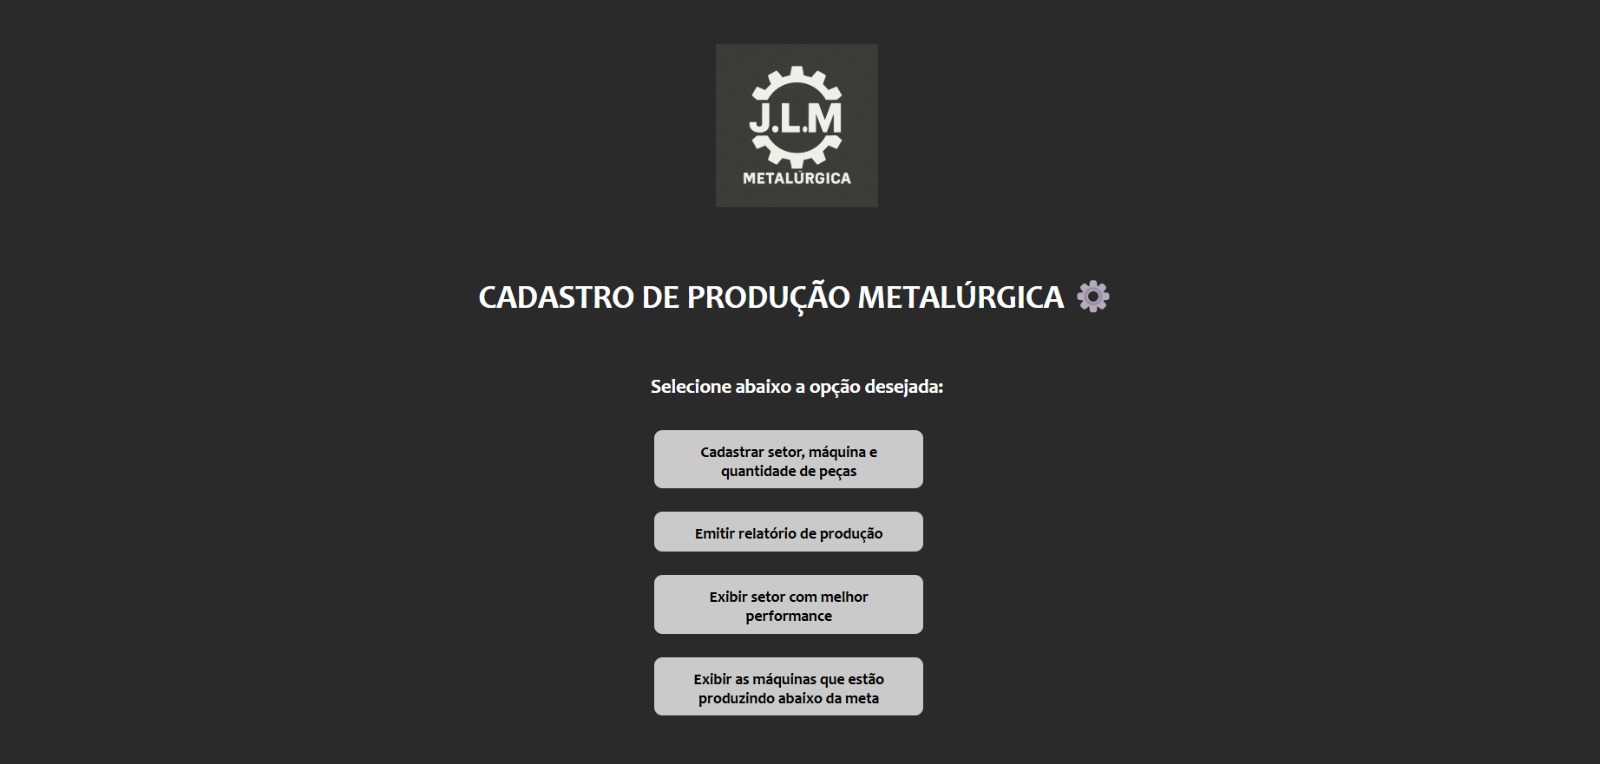 J.L.M
METALÚRGICA
CADASTRO DE PRODUÇÃO METALÚRGICA
Selecione abaixo a opção desejada:
Cadastrar setor, máquina e
quantidade de peças
Emitir relatório de produção
Exibir setor com melhor
performance
Exibir as máquinas que estão
produzindo abaixo da meta